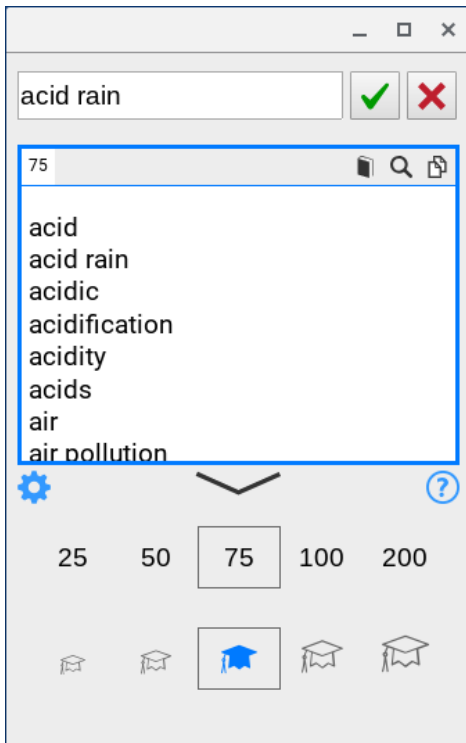 acid rain
75
acid
acid rain
acidic
acidification
acidity
acids
air
air pollution
?
25 50 75 100 200